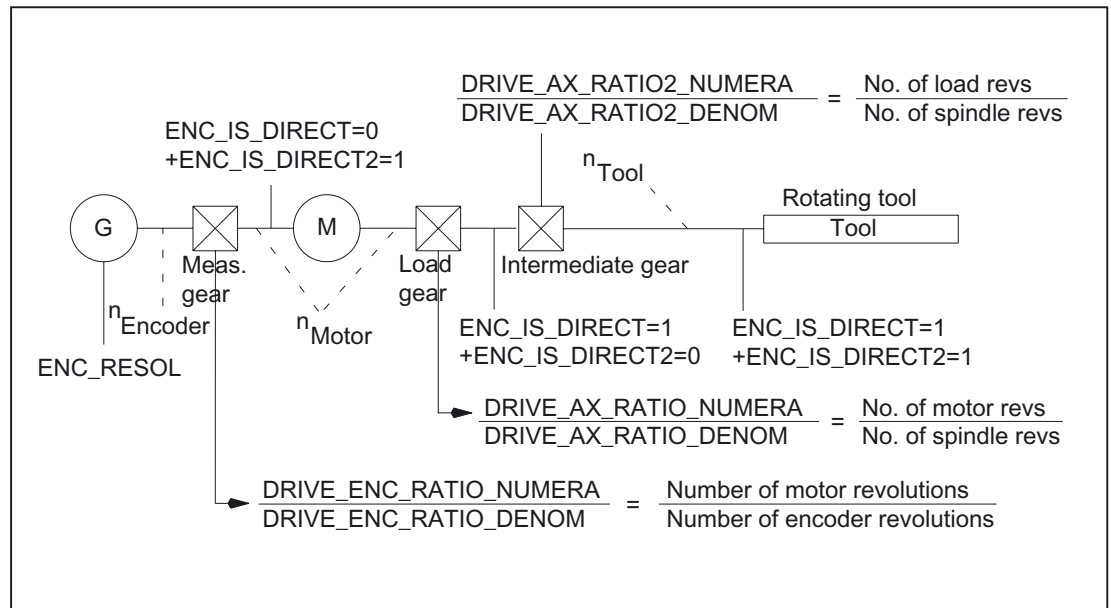 DRIVE_AX_RATIO2_NUMERA
DRIVE_AX_RATIO2_DENOM
=
No. of load revs
No. of spindle revs
ENC_IS_DIRECT=0
+ENC_IS_DIRECT2=1
nTool
Rotating tool
G
M
Tool
Meas.
gear
Load
gear
Intermediate gear
nEncoder
nMotor
ENC_IS_DIRECT=1
+ENC_IS_DIRECT2=0
ENC_IS_DIRECT=1
+ENC_IS_DIRECT2=1
ENC_RESOL
DRIVE_AX_RATIO_NUMERA
DRIVE_AX_RATIO_DENOM
=
No. of motor revs
No. of spindle revs
DRIVE_ENC_RATIO_NUMERA
DRIVE_ENC_RATIO_DENOM
=
Number of motor revolutions
Number of encoder revolutions